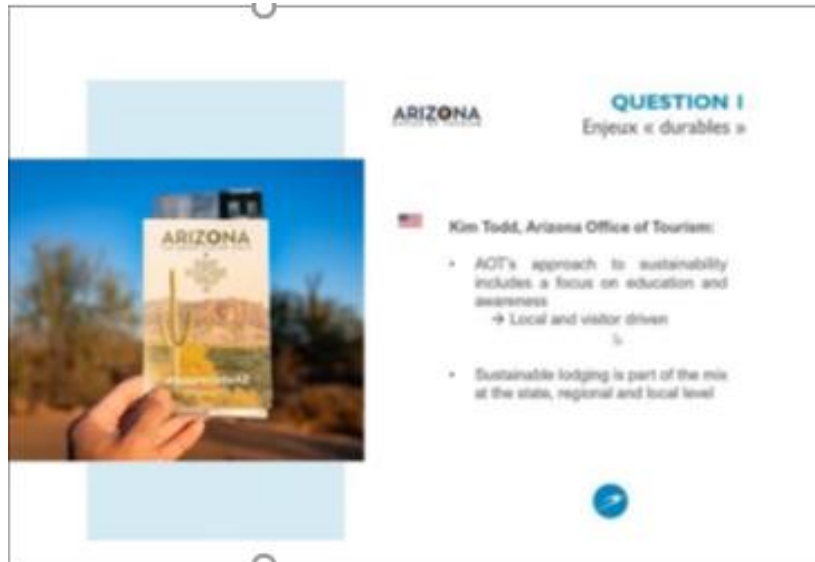 ARIZONA
QUESTION 1
Enjeux « durables »
ARIZONA
Kim Todd, Arizona Office of Tourism:
• AOT's approach to sustainability
includes a focus on education and
awareness
→ Local and visitor driven
• Sustainable lodging is part of the mix
at the state, regional and local level